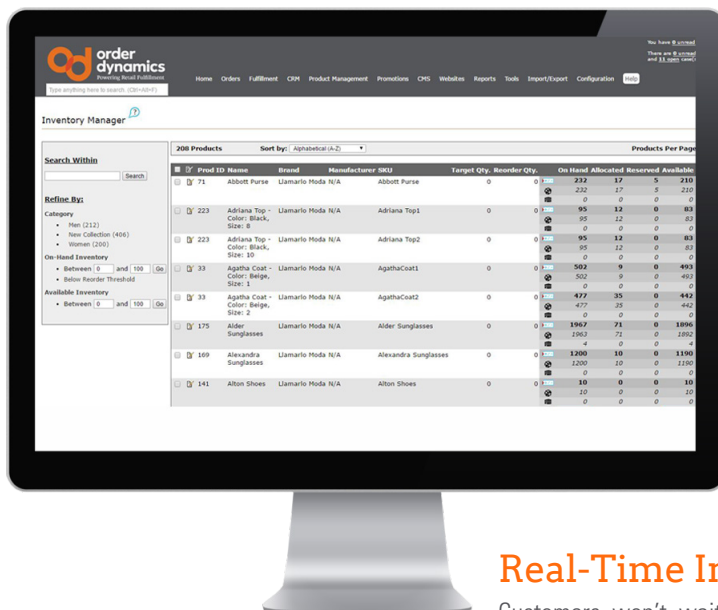 You have 0 unread
There are 0 unread
and 11 open case(s)
order
dynamics
Powering Retail Fulfillment
Home Orders Fulfillment CRM Product Management Promotions CMS Websites Reports Tools Import/Export Configuration Help
Type anything here to search. (Ctrl+Alt+F)
Inventory Manager ?
208 Products Sort by: Alphabetical (A-Z) Products Per Page
Search Within
Search
Refine By:
Category
Men (212)
New Collection (406)
Women (200)
On-Hand Inventory
Between 0 and 100 Go
Below Reorder Threshold
Available Inventory
Between 0 and 100 Go
Prod ID Name Brand Manufacturer SKU Target Qty. Reorder Qty. On Hand Allocated Reserved Available
71 Abbott Purse Llamario Moda N/A Abbott Purse 0 0 232 17 5 210
232 17 5 210
0 0 0 0
223 Adriana Top - Llamario Moda N/A Adriana Top1 0 0 95 12 0 83
Color: Black, 95 12 0 83
Size: 8 0 0 0 0
223 Adriana Top - Llamario Moda N/A Adriana Top2 0 0 95 12 0 83
Color: Black, 95 12 0 83
Size: 10 0 0 0 0
33 Agatha Coat - Llamario Moda N/A AgathaCoat1 0 0 502 9 0 493
Color: Beige, 502 9 0 493
Size: 1 0 0 0 0
33 Agatha Coat - Llamario Moda N/A AgathaCoat2 0 0 477 35 0 442
Color: Beige, 477 35 0 442
Size: 2 0 0 0 0
175 Alder Llamario Moda N/A Alder Sunglasses 0 0 1967 71 0 1896
Sunglasses 1963 71 0 1892
4 0 0 4
169 Alexandra Llamario Moda N/A Alexandra Sunglasses 0 0 1200 10 0 1190
Sunglasses 1200 10 0 1190
0 0 0 0
141 Alton Shoes Llamario Moda N/A Alton Shoes 0 0 10 0 0 10
10 0 0 10
0 0 0 0
Real-Time In
Customers won't wait